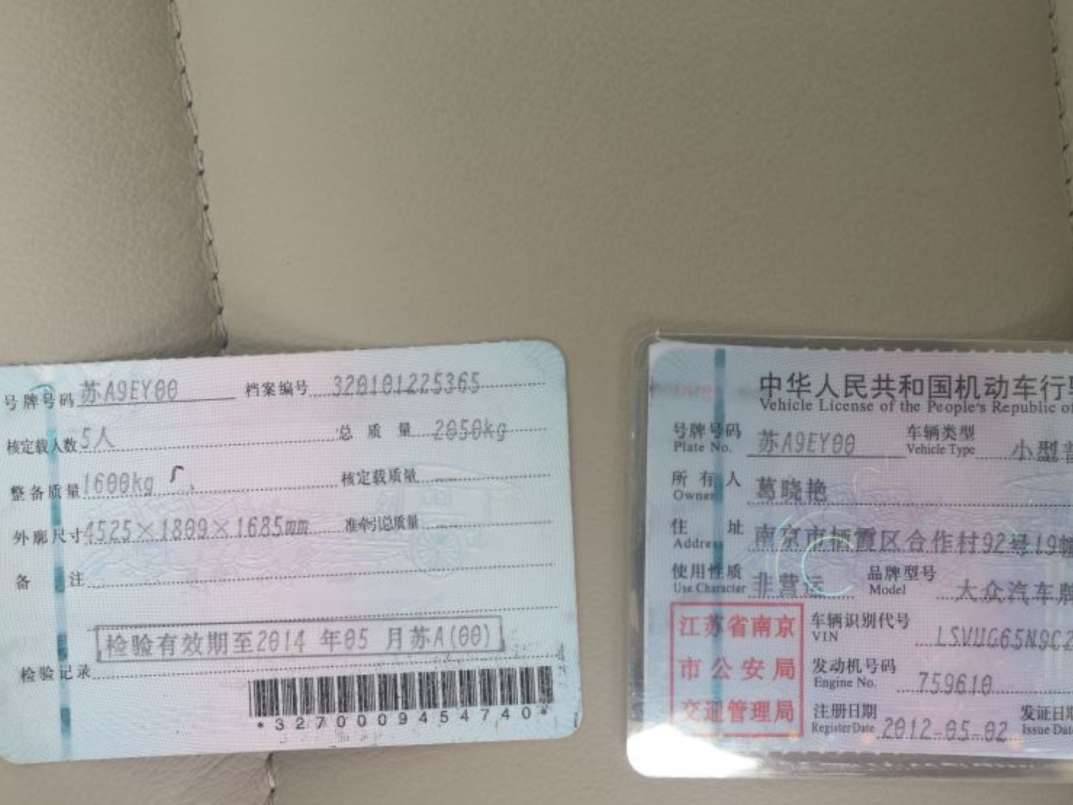 号牌号码 苏A9EY00 档案编号 320101225365
核定载人数 5人 总质量 2050kg
整备质量 1600kg 核定载质量
外廓尺寸 4525×1809×1685mm 准牵引总质量
备注
检验有效期至2014年05月苏A(00)
检验记录
*3270009454740*
中华人民共和国机动车行
Vehicle License of the People's Republic of
号牌号码 苏A9EY00 车辆类型 小型
Plate No. Vehicle Type
所有人 葛晓艳
Owner
住址 南京市栖霞区合作村92号19幢
Address
使用性质 非营运 品牌型号 大众汽车牌
Use Character Model
江苏省南京
市公安局
交通管理局
车辆识别代号 LSVUG65N9C2
VIN
发动机号码 759610
Engine No.
注册日期 2012-05-02 发证日期
Register Date Issue Date